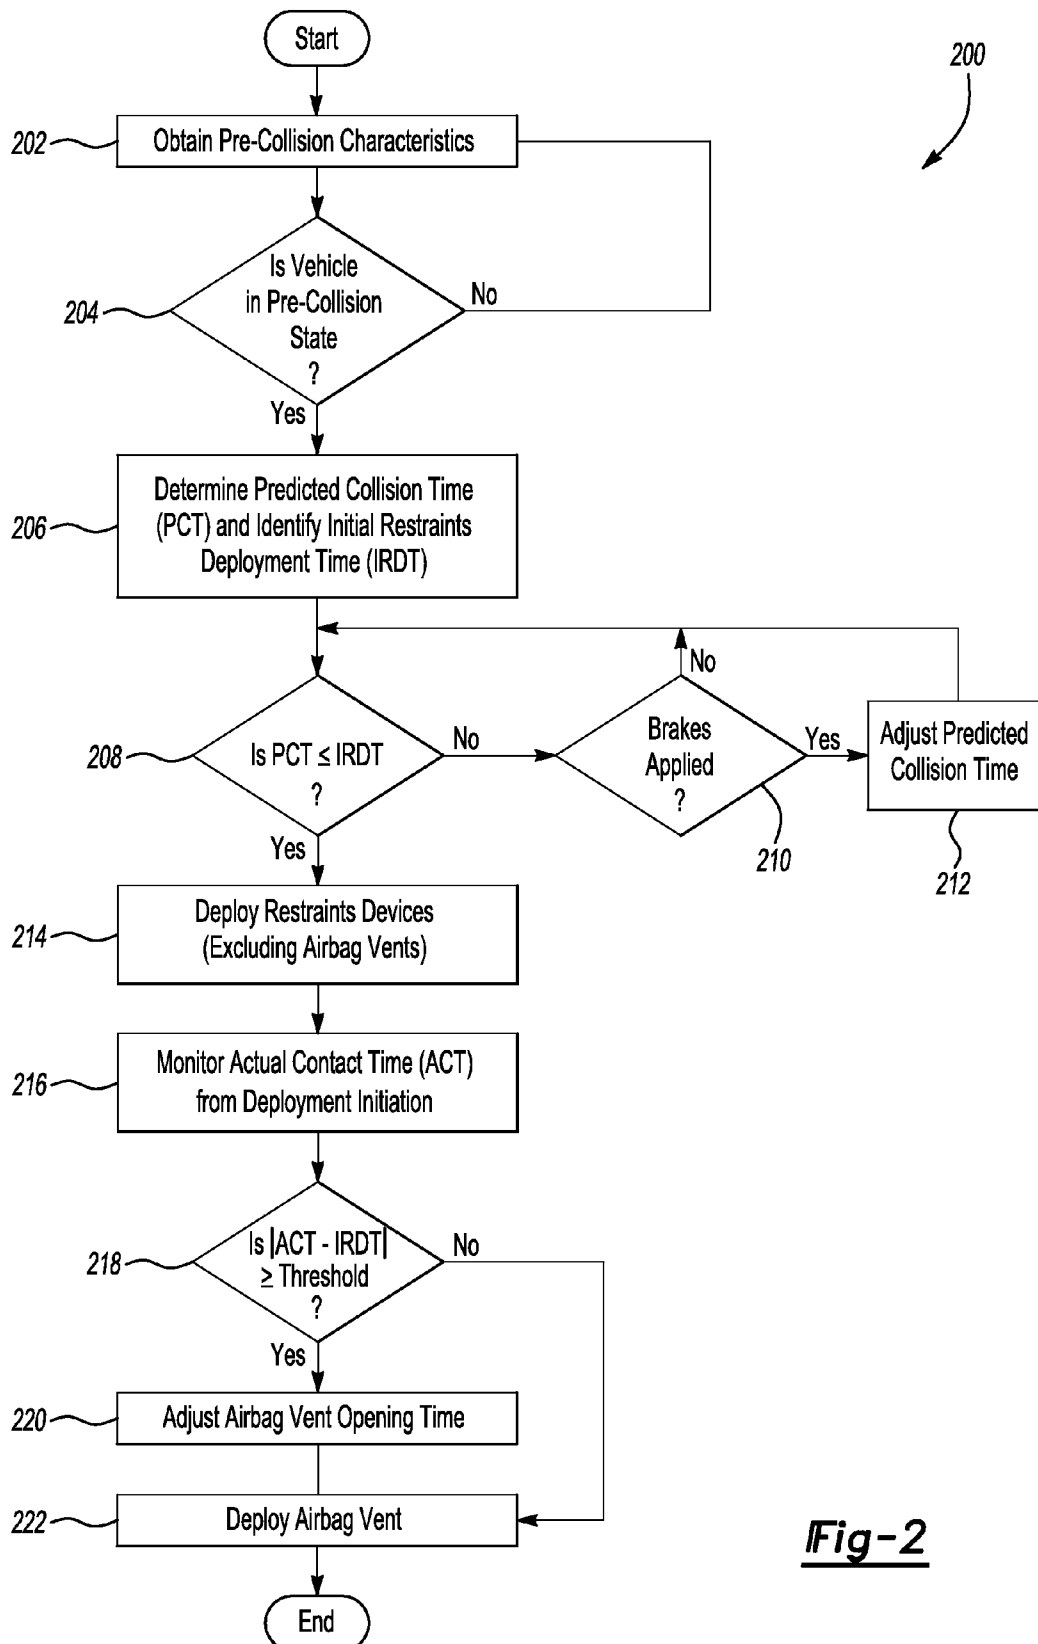 Start
200
202
Obtain Pre-Collision Characteristics
204
Is Vehicle
in Pre-Collision
State
?
No
Yes
206
Determine Predicted Collision Time
(PCT) and Identify Initial Restraints
Deployment Time (IRDT)
208
Is PCT ≤ IRDT
?
No
Yes
Brakes
Applied
?
No
Yes
210
Adjust Predicted
Collision Time
212
214
Deploy Restraints Devices
(Excluding Airbag Vents)
216
Monitor Actual Contact Time (ACT)
from Deployment Initiation
218
Is |ACT - IRDT|
≥ Threshold
?
No
Yes
220
Adjust Airbag Vent Opening Time
222
Deploy Airbag Vent
End
Fig-2